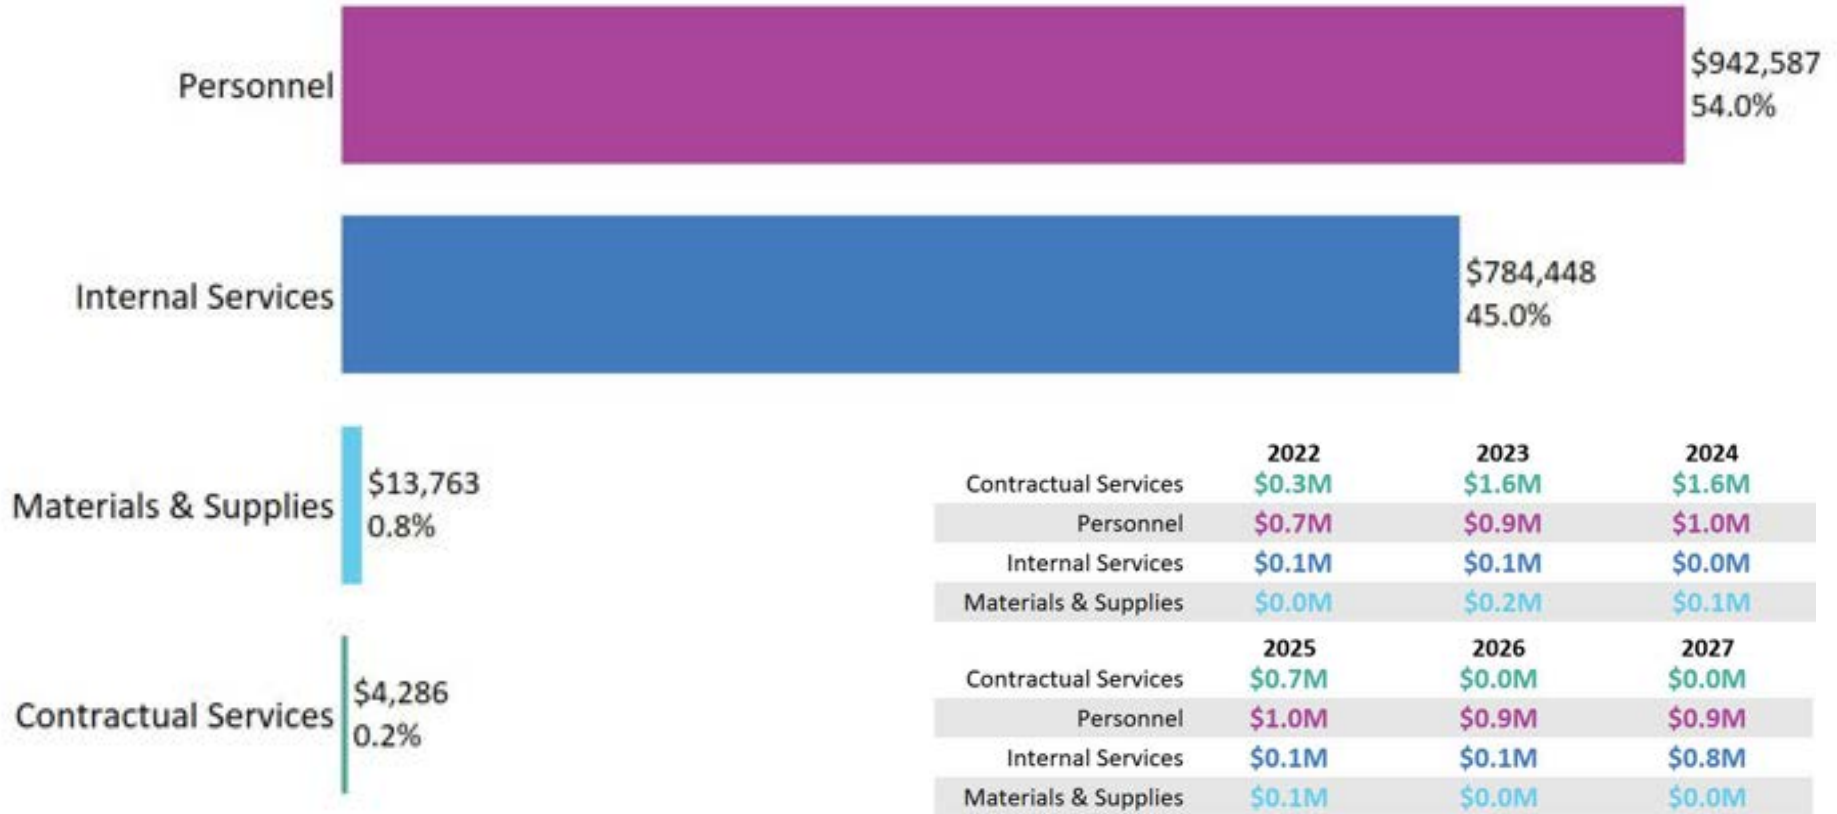 Personnel
$942,587
54.0%
Internal Services
$784,448
45.0%
Materials & Supplies
$13,763
0.8%
Contractual Services
$4,286
0.2%
2022 2023 2024
Contractual Services $0.3M $1.6M $1.6M
Personnel $0.7M $0.9M $1.0M
Internal Services $0.1M $0.1M $0.0M
Materials & Supplies $0.0M $0.2M $0.1M
2025 2026 2027
Contractual Services $0.7M $0.0M $0.0M
Personnel $1.0M $0.9M $0.9M
Internal Services $0.1M $0.1M $0.8M
Materials & Supplies $0.1M $0.0M $0.0M